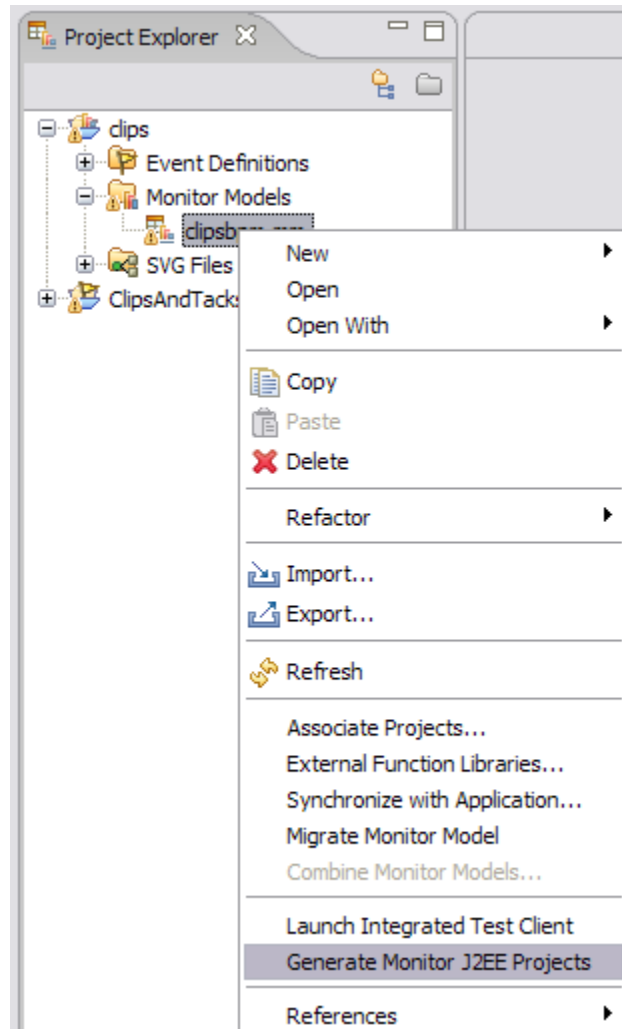 Project Explorer
clips
Event Definitions
Monitor Models
clipsbpm.mm
SVG Files
ClipsAndTacks
New
Open
Open With
Copy
Paste
Delete
Refactor
Import...
Export...
Refresh
Associate Projects...
External Function Libraries...
Synchronize with Application...
Migrate Monitor Model
Combine Monitor Models...
Launch Integrated Test Client
Generate Monitor J2EE Projects
References